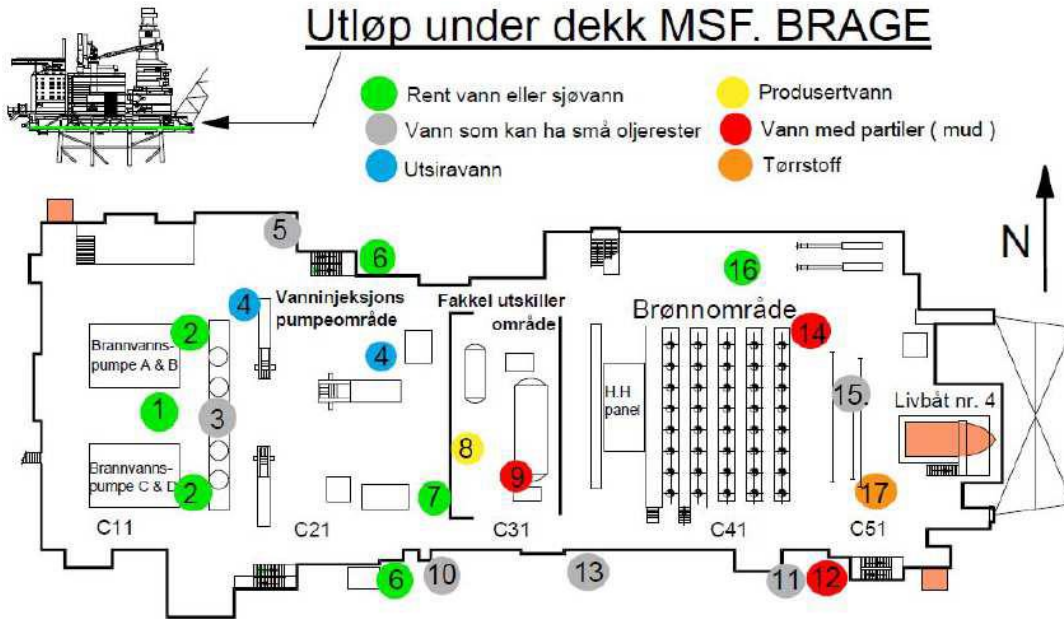 Utløp under dekk MSF. BRAGE
Rent vann eller sjøvann
Produsertvann
Vann som kan ha små oljerester
Vann med partiler ( mud )
Utsiravann
Tørrstoff
N
5
6
16
4
Vanninjeksjons
pumpeområde
Fakkel utskiller
område
Brønnområde
14
2
Brannvanns-
pumpe A & B
4
1
3
H.H
panel
15.
Livbåt nr. 4
8
9
Brannvanns-
pumpe C & D
2
7
17
C11
C21
C31
C41
C51
6
10
13
11
12